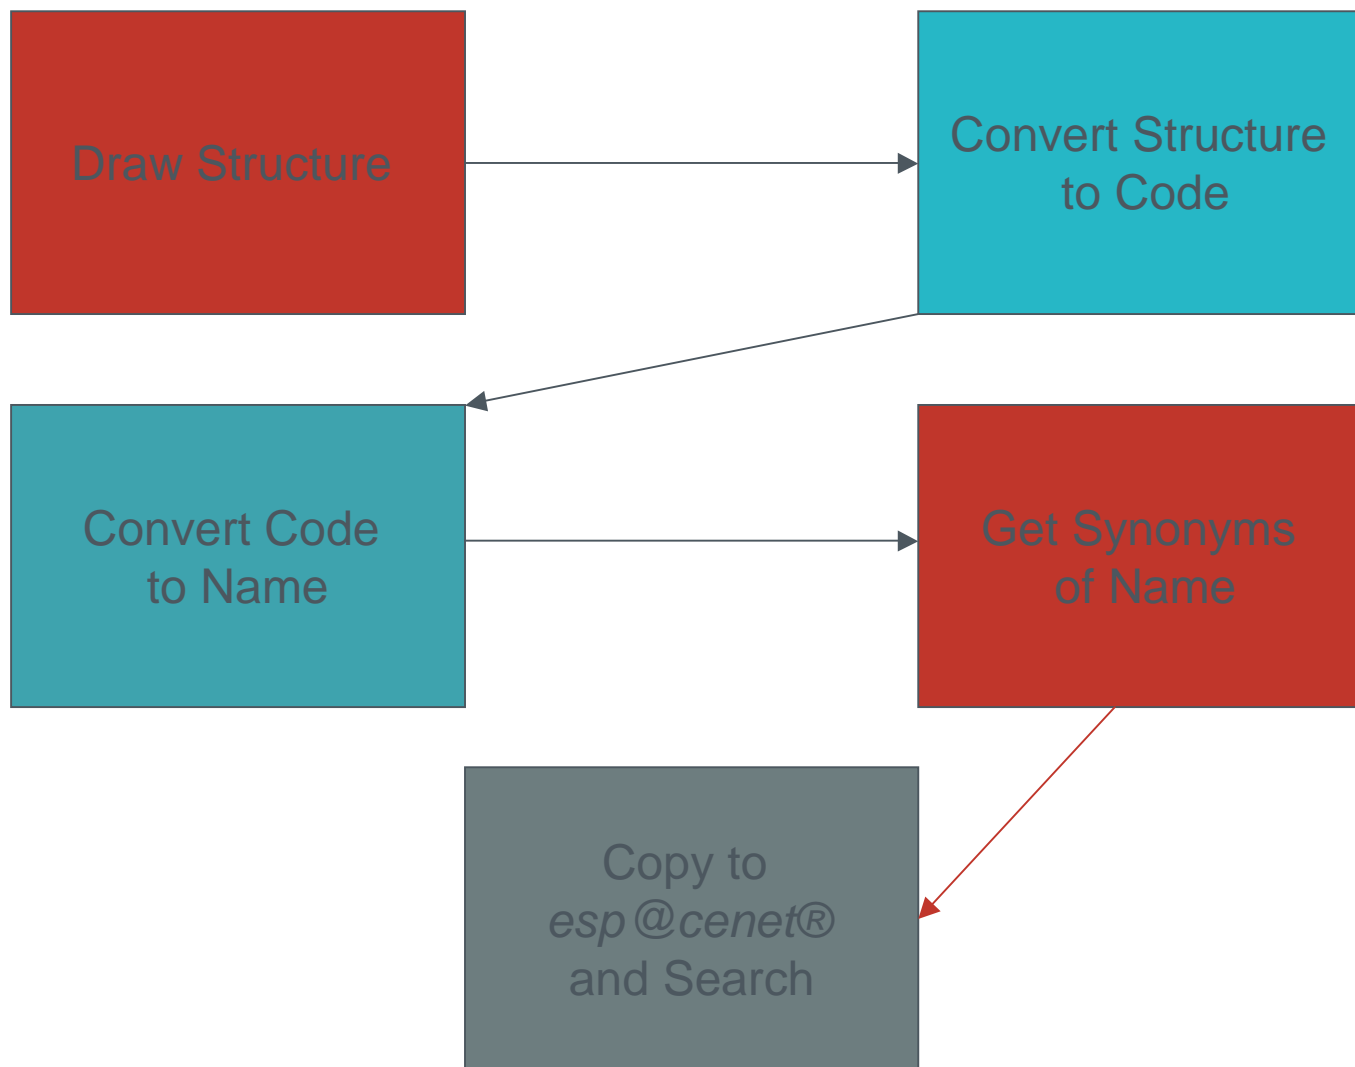 Draw Structure
Convert Structure
to Code
Convert Code
to Name
Get Synonyms
of Name
Copy to
esp@cenet®
and Search